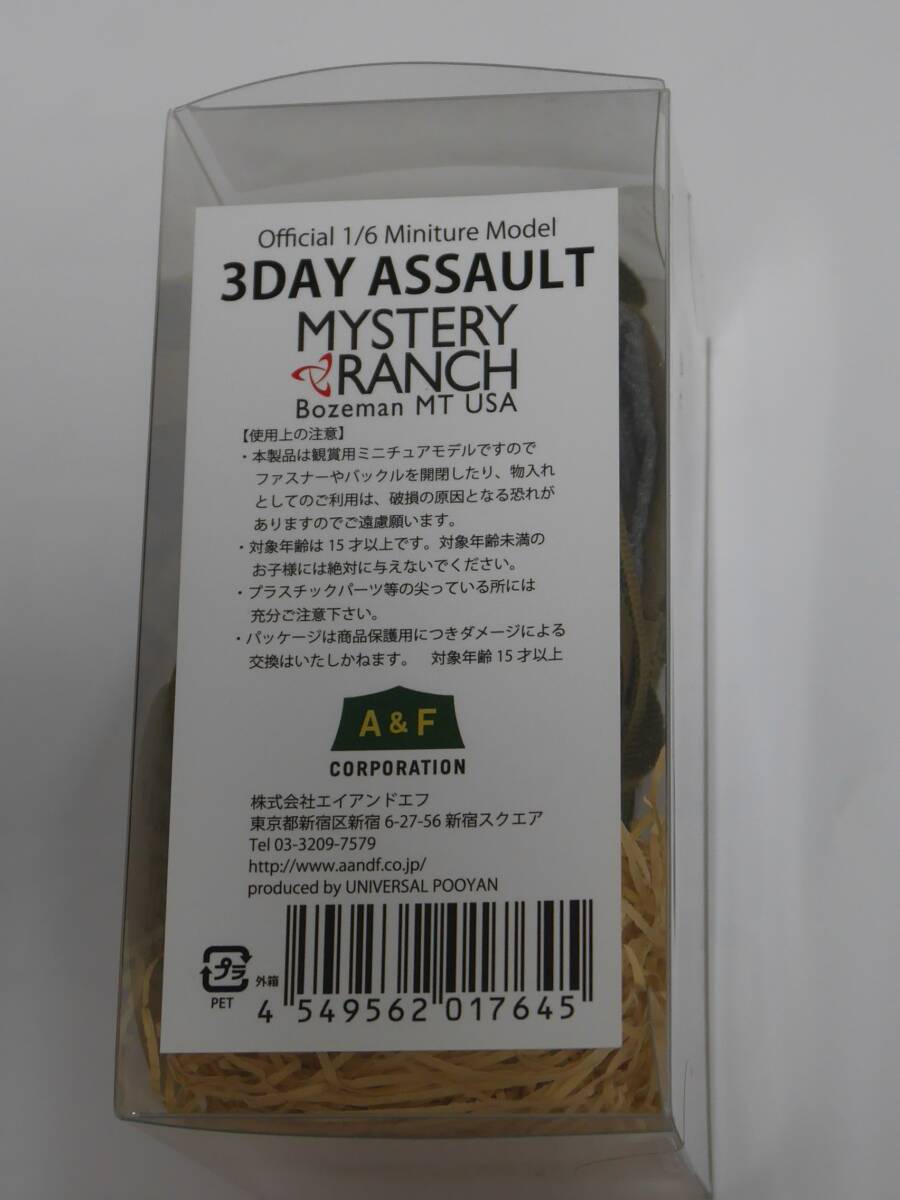 Official 1/6 Miniture Model
3DAY ASSAULT
MYSTERY
RANCH
Bozeman MT USA
【使用上の注意】
・本製品は観賞用ミニチュアモデルですので
ファスナーやバックルを開閉したり、物入れ
としてのご利用は、破損の原因となる恐れが
ありますのでご遠慮願います。
・対象年齢は 15 才以上です。対象年齢未満の
お子様には絶対に与えないでください。
・プラスチックパーツ等の尖っている所には
充分ご注意下さい。
・パッケージは商品保護用につきダメージによる
交換はいたしかねます。　対象年齢 15 才以上
A & F
CORPORATION
株式会社エイアンドエフ
東京都新宿区新宿 6-27-56 新宿スクエア
Tel 03-3209-7579
http://www.aandf.co.jp/
produced by UNIVERSAL POOYAN
プラ
外箱
PET
4 549562 017645